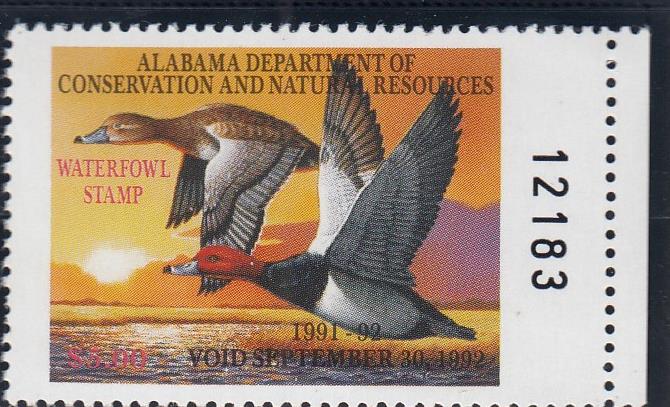 ALABAMA DEPARTMENT OF
CONSERVATION AND NATURAL RESOURCES
WATERFOWL
STAMP
12183
1991-92
$5.00 VOID SEPTEMBER 30, 1992